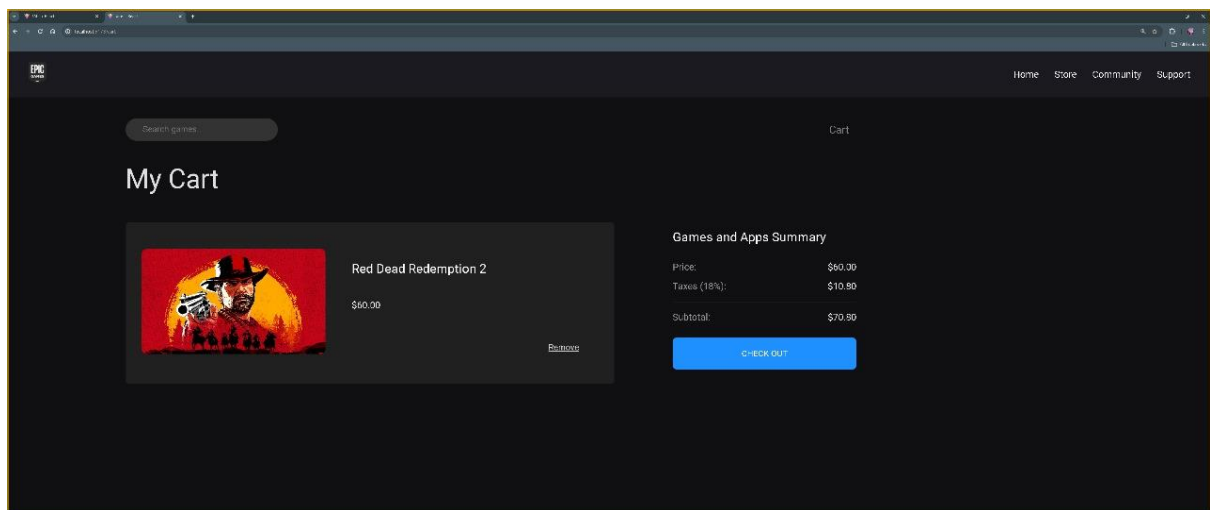 EPIC
GAMES
Home Store Community Support
Search games..
Cart
My Cart
Red Dead Redemption 2
$60.00
Remove
Games and Apps Summary
Price: $60.00
Taxes (18%): $10.80
Subtotal: $70.80
CHECK OUT